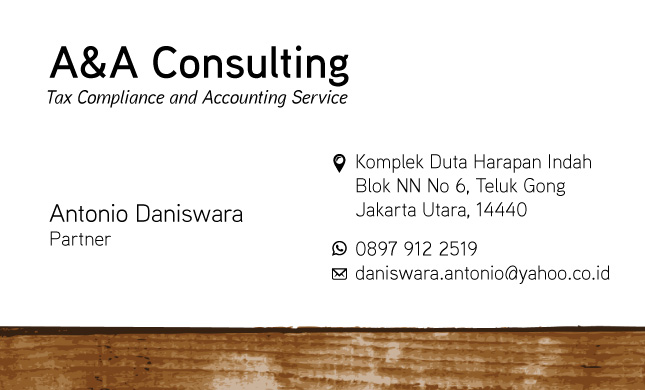 A&A Consulting
Tax Compliance and Accounting Service
Antonio Daniswara
Partner
Komplek Duta Harapan Indah
Blok NN No 6, Teluk Gong
Jakarta Utara, 14440
0897 912 2519
daniswara.antonio@yahoo.co.id